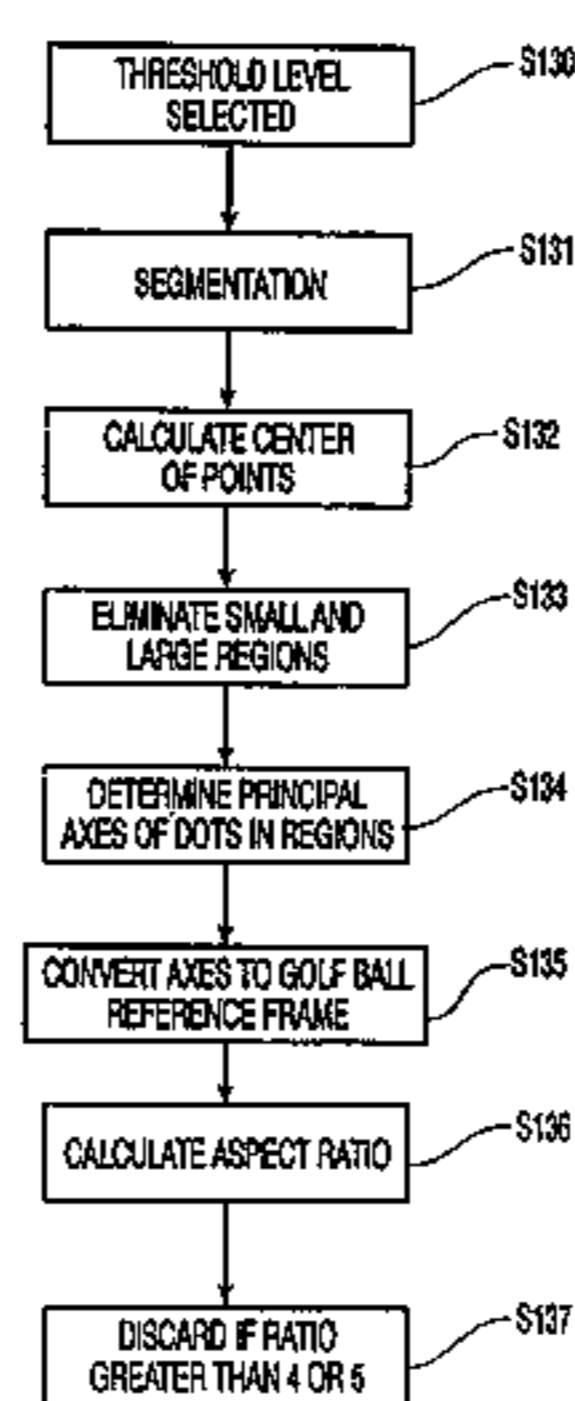 THRESHOLD LEVEL
SELECTED
S130
SEGMENTATION
S131
CALCULATE CENTER
OF POINTS
S132
ELIMINATE SMALL AND
LARGE REGIONS
S133
DETERMINE PRINCIPAL
AXES OF DOTS IN REGIONS
S134
CONVERT AXES TO GOLF BALL
REFERENCE FRAME
S135
CALCULATE ASPECT RATIO
S136
DISCARD IF RATIO
GREATER THAN 4 OR 5
S137